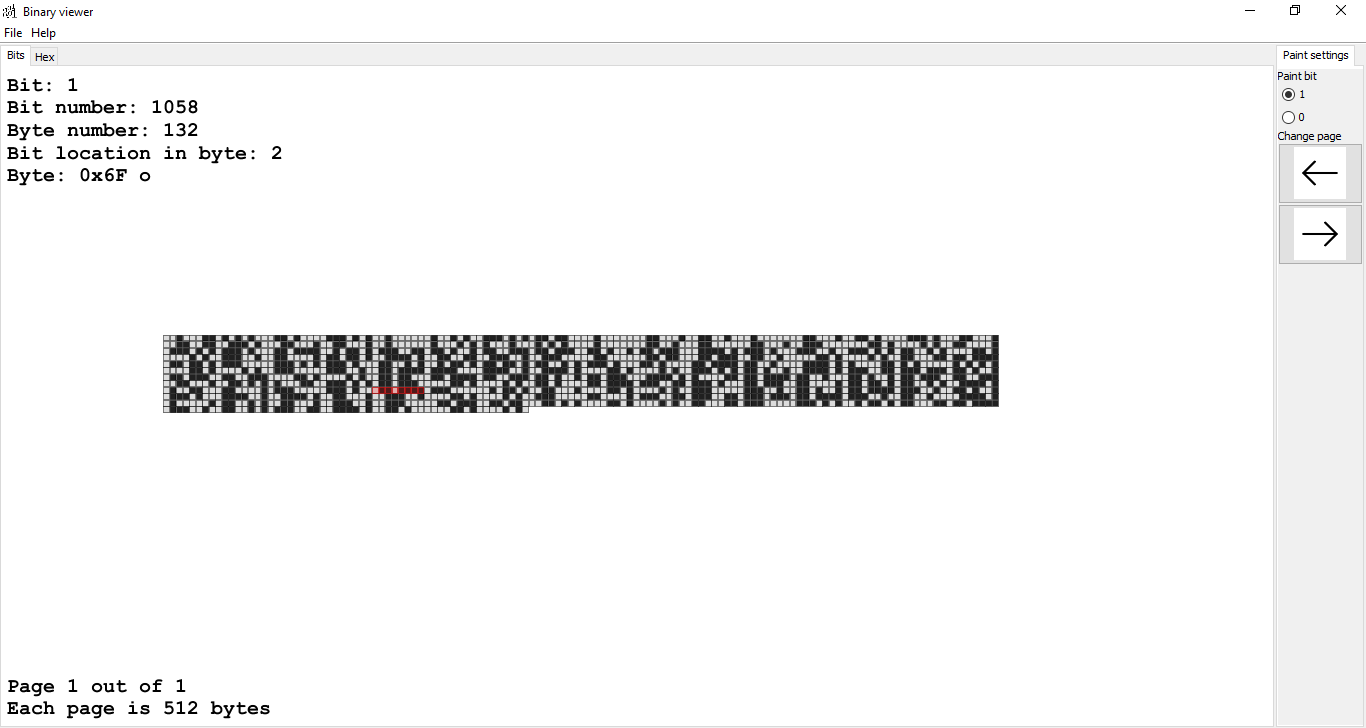 Binary viewer
File Help
Bits Hex
Bit: 1
Bit number: 1058
Byte number: 132
Bit location in byte: 2
Byte: 0x6F o
Page 1 out of 1
Each page is 512 bytes
Paint settings
Paint bit
1
0
Change page